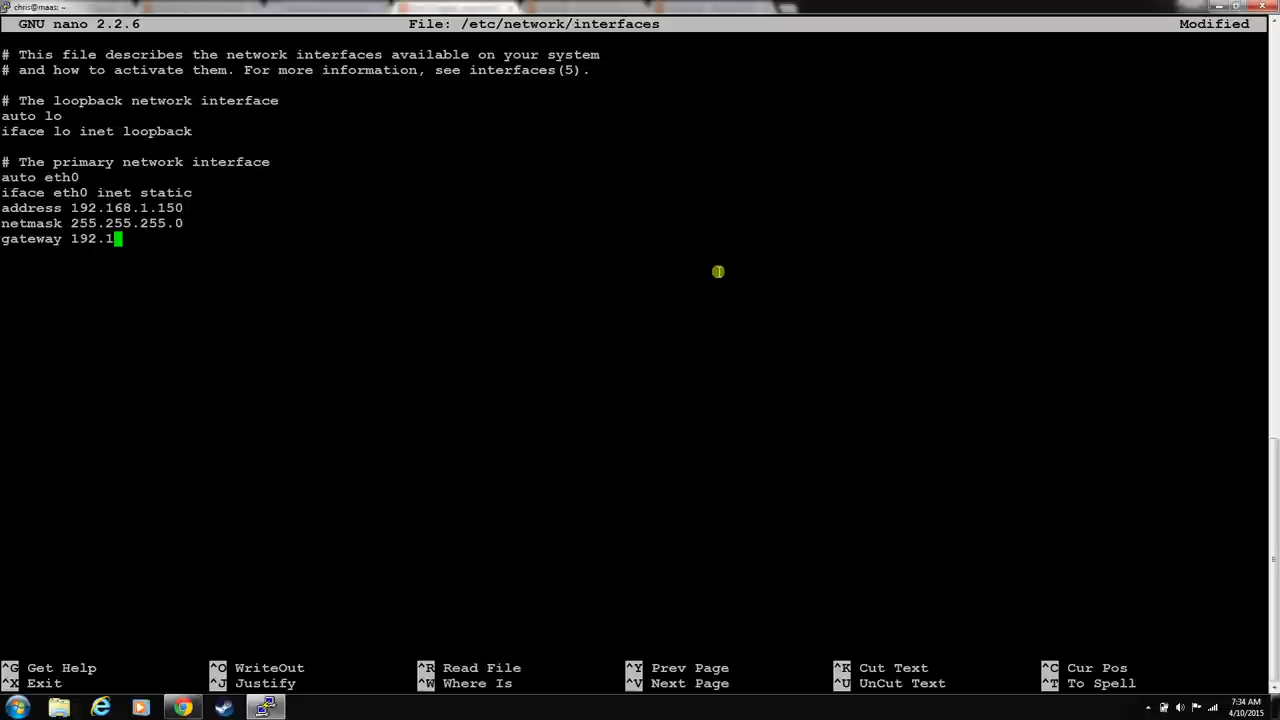 chris@maas: ~
GNU nano 2.2.6 File: /etc/network/interfaces Modified
# This file describes the network interfaces available on your system
# and how to activate them. For more information, see interfaces(5).
# The loopback network interface
auto lo
iface lo inet loopback
# The primary network interface
auto eth0
iface eth0 inet static
address 192.168.1.150
netmask 255.255.255.0
gateway 192.1
^G Get Help ^O WriteOut ^R Read File ^Y Prev Page ^K Cut Text ^C Cur Pos
^X Exit ^J Justify ^W Where Is ^V Next Page ^U UnCut Text ^T To Spell
7:34 AM
4/10/2015